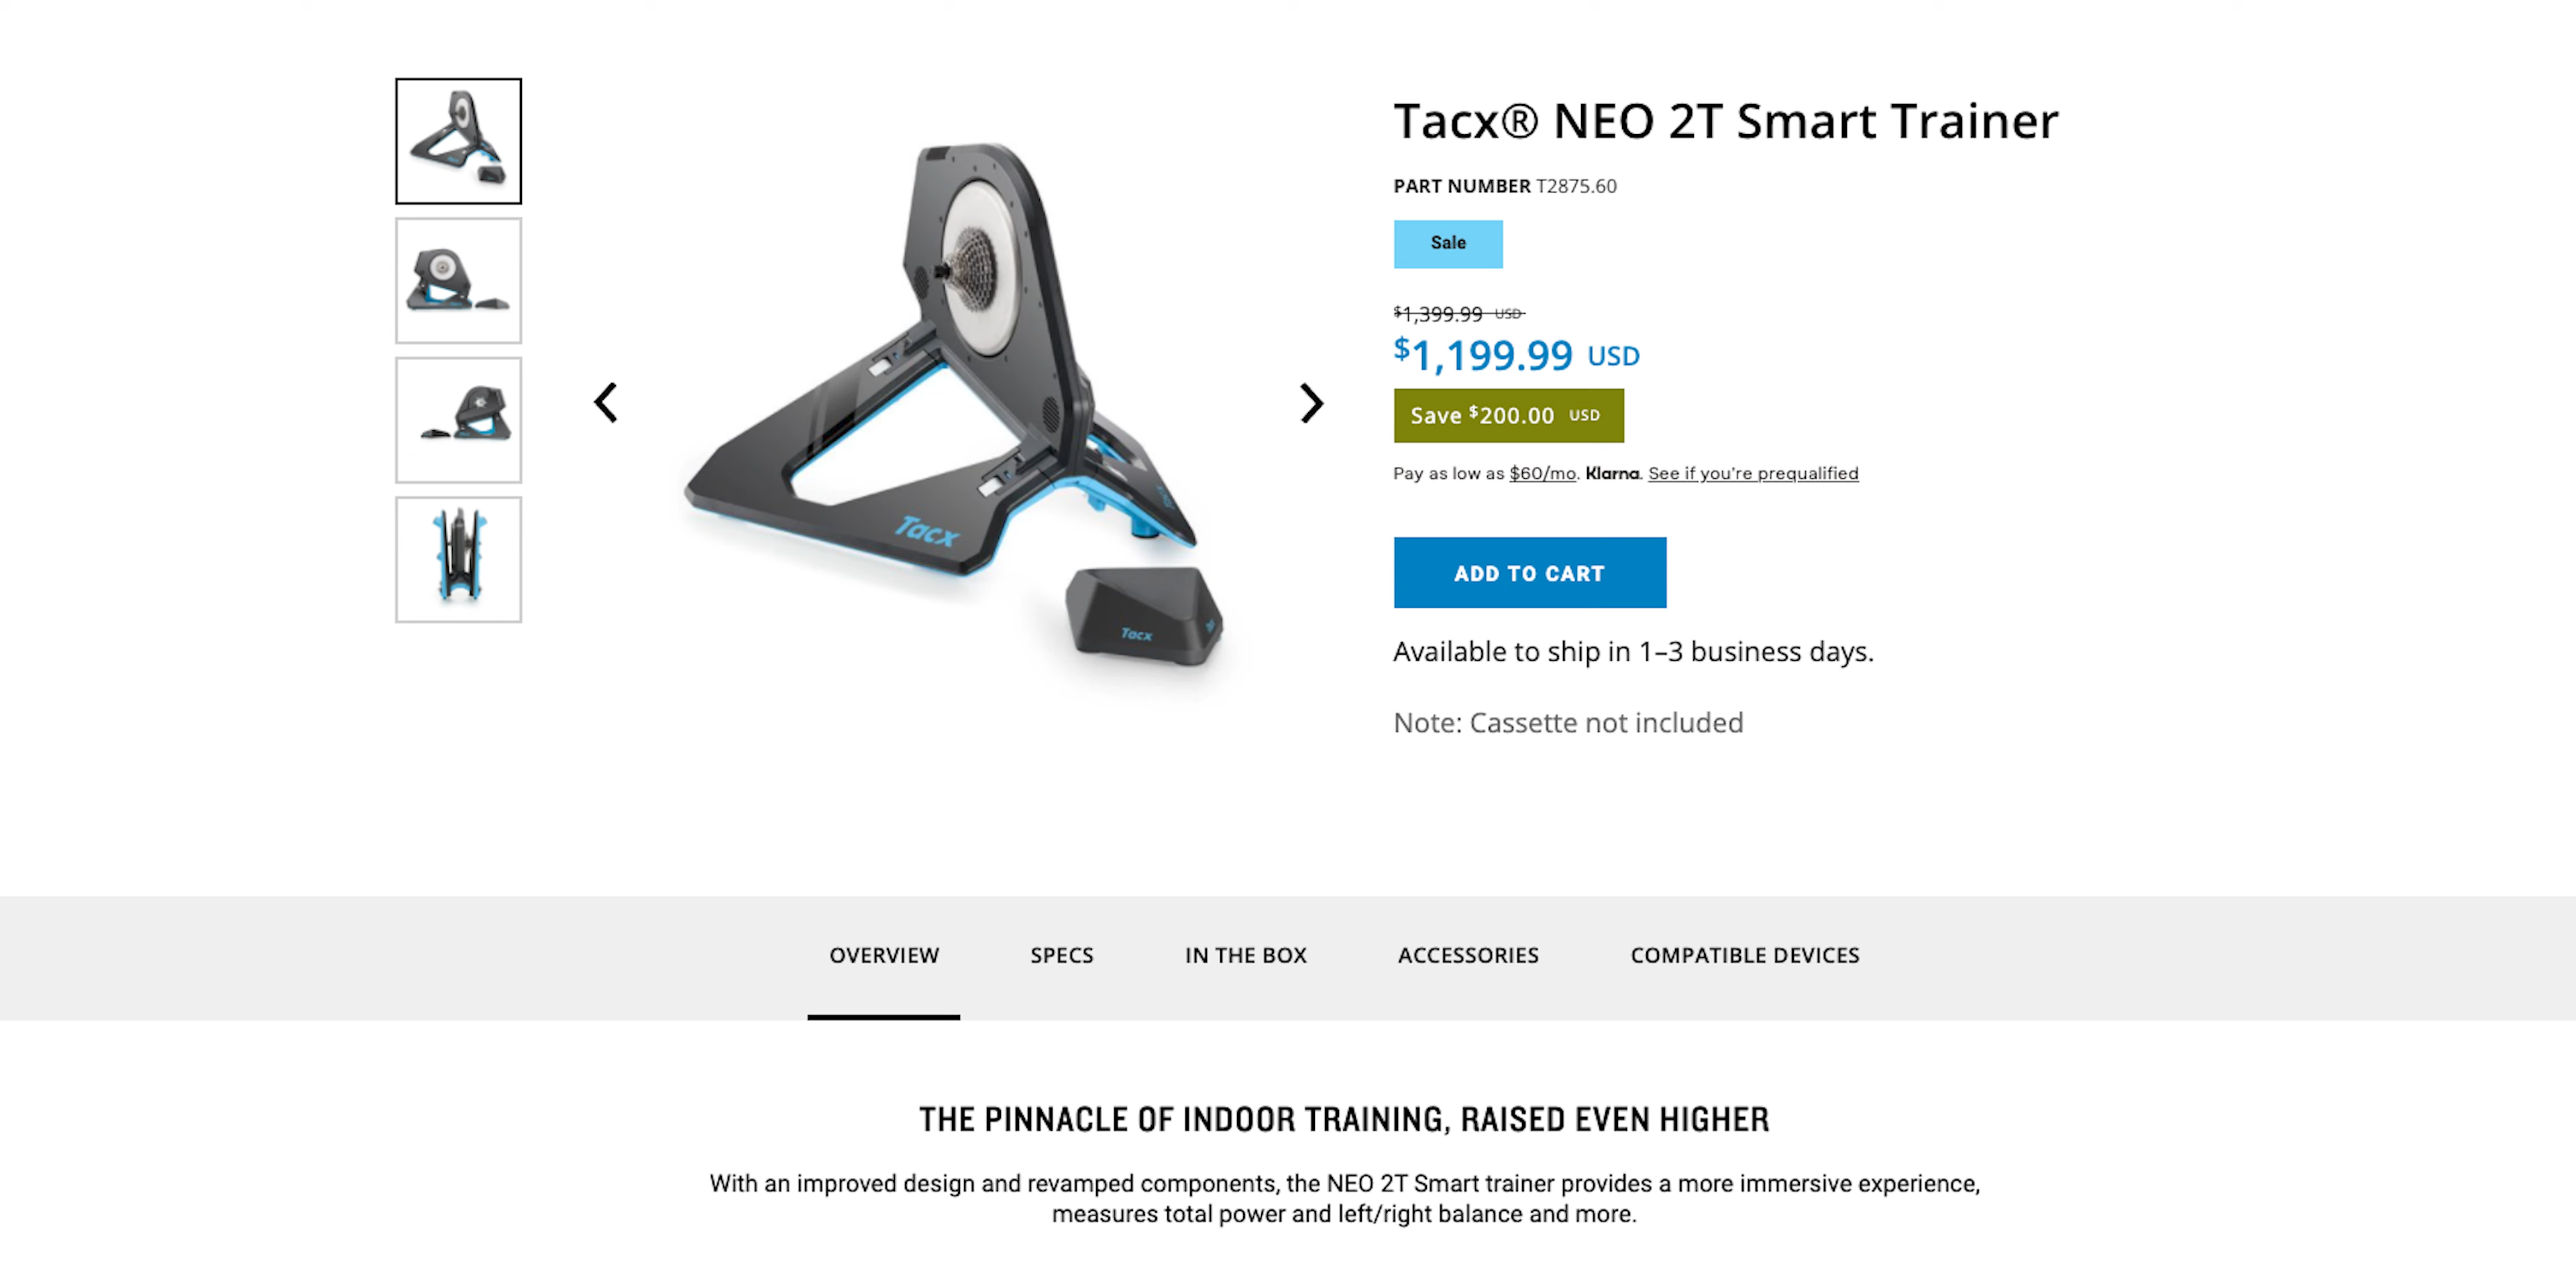 Tacx® NEO 2T Smart Trainer
PART NUMBER T2875.60
Sale
$1,399.99 USD
$1,199.99 USD
Save $200.00 USD
Pay as low as $60/mo. Klarna. See if you're prequalified
ADD TO CART
Available to ship in 1–3 business days.
Note: Cassette not included
Tacx
Tacx
OVERVIEW
SPECS
IN THE BOX
ACCESSORIES
COMPATIBLE DEVICES
THE PINNACLE OF INDOOR TRAINING, RAISED EVEN HIGHER
With an improved design and revamped components, the NEO 2T Smart trainer provides a more immersive experience,
measures total power and left/right balance and more.